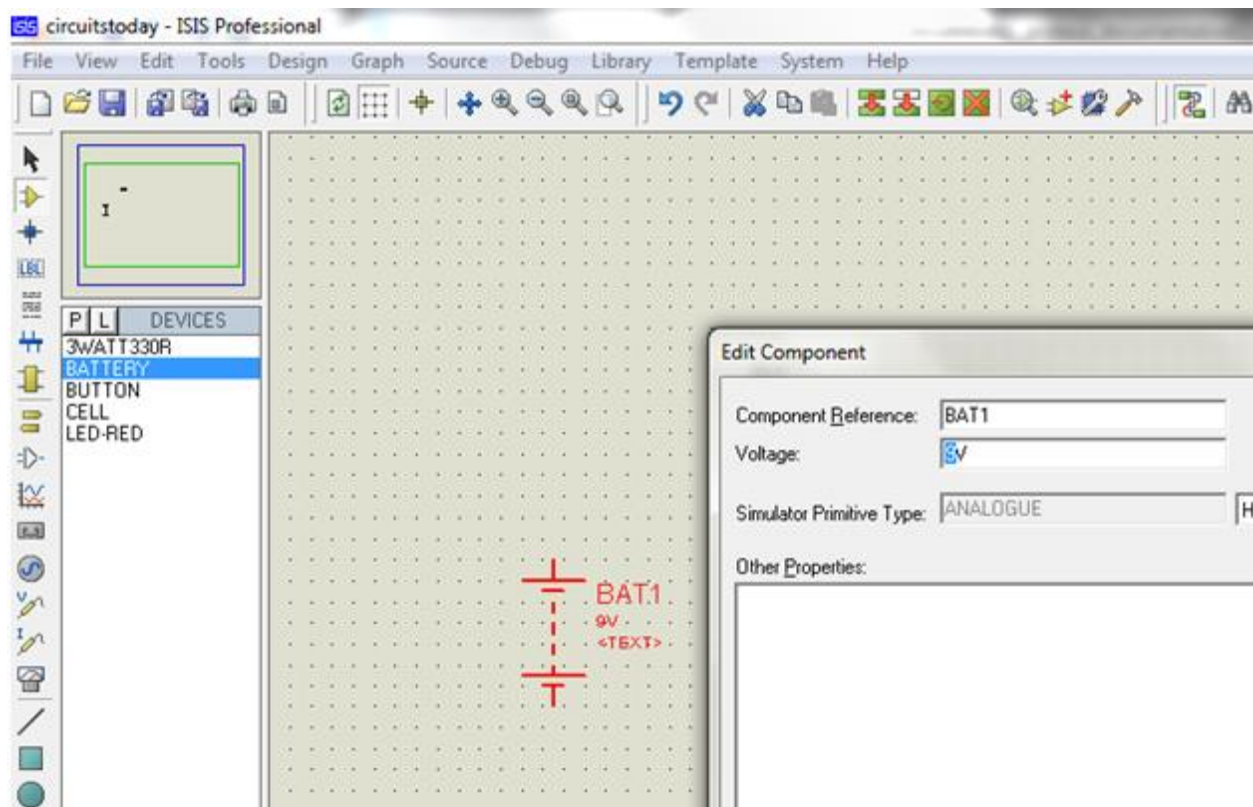 ISIS circuitstoday - ISIS Professional
File View Edit Tools Design Graph Source Debug Library Template System Help
LBL
P L DEVICES
3WATT330R
BATTERY
BUTTON
CELL
LED-RED
Edit Component
Component Reference: BAT1
Voltage: 9V
Simulator Primitive Type: ANALOGUE H
Other Properties:
BAT1
9V
<TEXT>